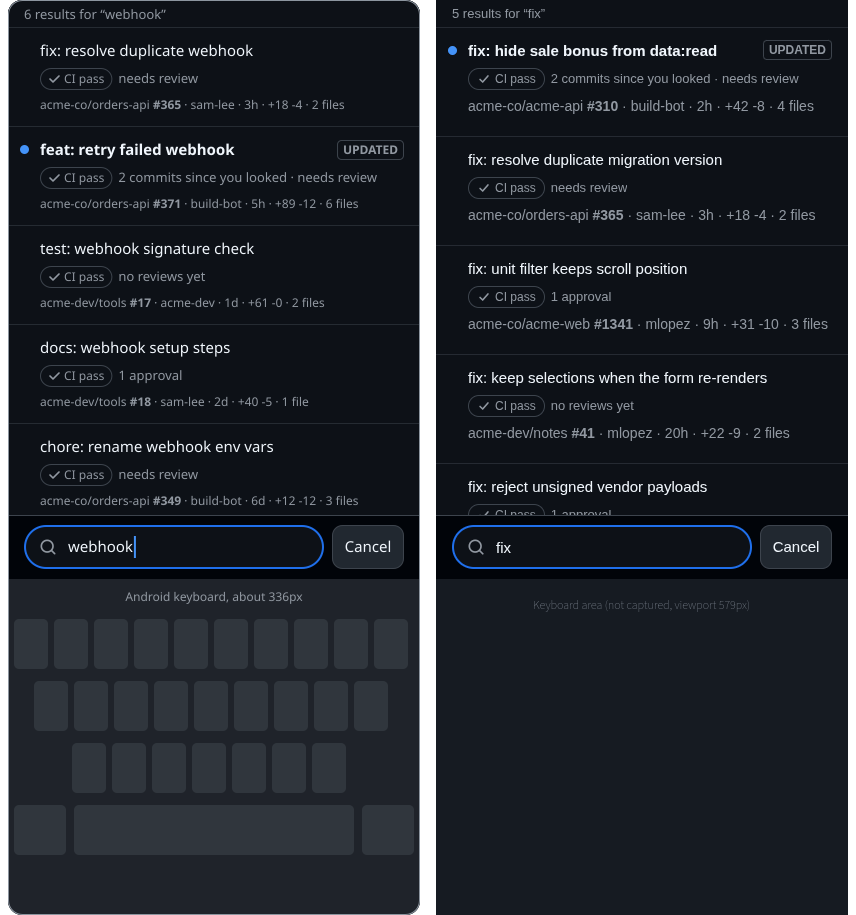 6 results for “webhook”
fix: resolve duplicate webhook
CI pass needs review
acme-co/orders-api #365 · sam-lee · 3h · +18 -4 · 2 files
feat: retry failed webhook UPDATED
CI pass 2 commits since you looked · needs review
acme-co/orders-api #371 · build-bot · 5h · +89 -12 · 6 files
test: webhook signature check
CI pass no reviews yet
acme-dev/tools #17 · acme-dev · 1d · +61 -0 · 2 files
docs: webhook setup steps
CI pass 1 approval
acme-dev/tools #18 · sam-lee · 2d · +40 -5 · 1 file
chore: rename webhook env vars
CI pass needs review
acme-co/orders-api #349 · build-bot · 6d · +12 -12 · 3 files
webhook Cancel
Android keyboard, about 336px
5 results for “fix”
fix: hide sale bonus from data:read UPDATED
CI pass 2 commits since you looked · needs review
acme-co/acme-api #310 · build-bot · 2h · +42 -8 · 4 files
fix: resolve duplicate migration version
CI pass needs review
acme-co/orders-api #365 · sam-lee · 3h · +18 -4 · 2 files
fix: unit filter keeps scroll position
CI pass 1 approval
acme-co/acme-web #1341 · mlopez · 9h · +31 -10 · 3 files
fix: keep selections when the form re-renders
CI pass no reviews yet
acme-dev/notes #41 · mlopez · 20h · +22 -9 · 2 files
fix: reject unsigned vendor payloads
CI pass 1 approval
fix Cancel
Keyboard area (not captured, viewport 579px)